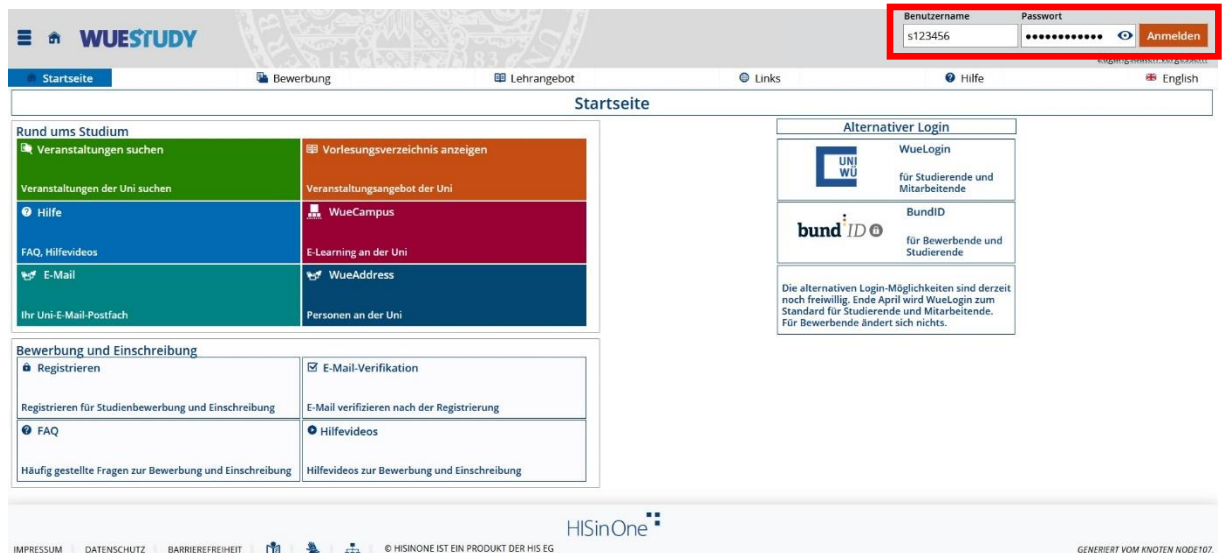 Benutzername Passwort
WUESTUDY
s123456
Anmelden
Startseite Bewerbung Lehrangebot Links Hilfe English
Startseite
Rund ums Studium
Veranstaltungen suchen
Veranstaltungen der Uni suchen
Vorlesungsverzeichnis anzeigen
Veranstaltungsangebot der Uni
Hilfe
FAQ, Hilfevideos
WueCampus
E-Learning an der Uni
E-Mail
Ihr Uni-E-Mail-Postfach
WueAddress
Personen an der Uni
Bewerbung und Einschreibung
Registrieren
Registrieren für Studienbewerbung und Einschreibung
E-Mail-Verifikation
E-Mail verifizieren nach der Registrierung
FAQ
Häufig gestellte Fragen zur Bewerbung und Einschreibung
Hilfevideos
Hilfevideos zur Bewerbung und Einschreibung
Alternativer Login
UNI
WÜ
WueLogin
für Studierende und
Mitarbeitende
bundID
BundID
für Bewerbende und
Studierende
Die alternativen Login-Möglichkeiten sind derzeit
noch freiwillig. Ende April wird WueLogin zum
Standard für Studierende und Mitarbeitende.
Für Bewerbende ändert sich nichts.
HISinOne
IMPRESSUM DATENSCHUTZ BARRIEREFREIHEIT © HISINONE IST EIN PRODUKT DER HIS EG
GENERIERT VOM KNOTEN NODE107